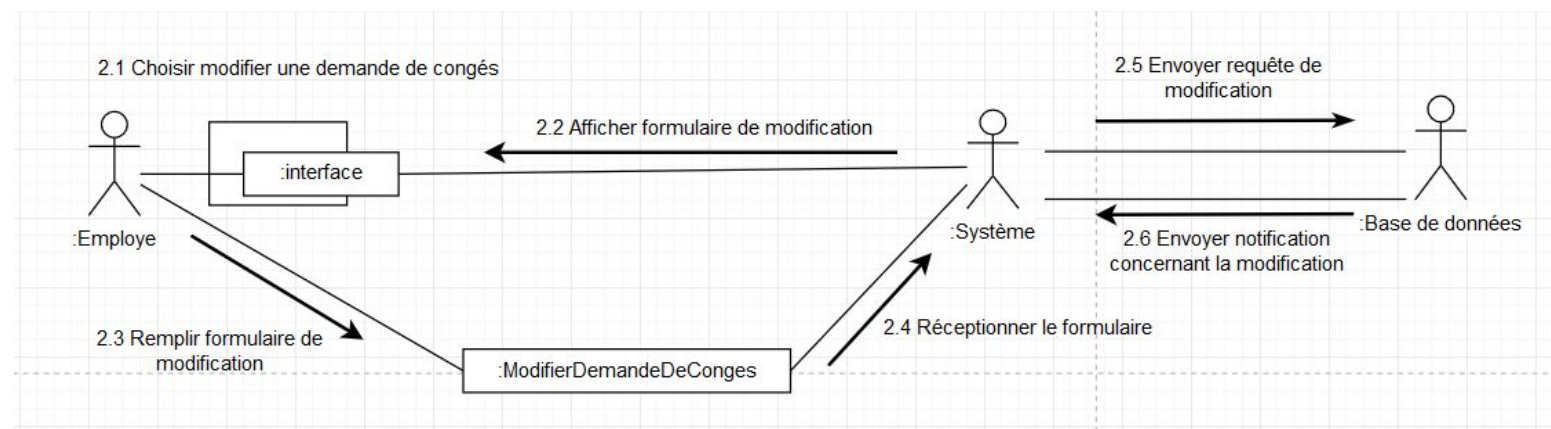 2.1 Choisir modifier une demande de congés
2.5 Envoyer requête de
modification
2.2 Afficher formulaire de modification
:interface
:Employe
:Système
:Base de données
2.6 Envoyer notification
concernant la modification
2.3 Remplir formulaire de
modification
2.4 Réceptionner le formulaire
:ModifierDemandeDeConges